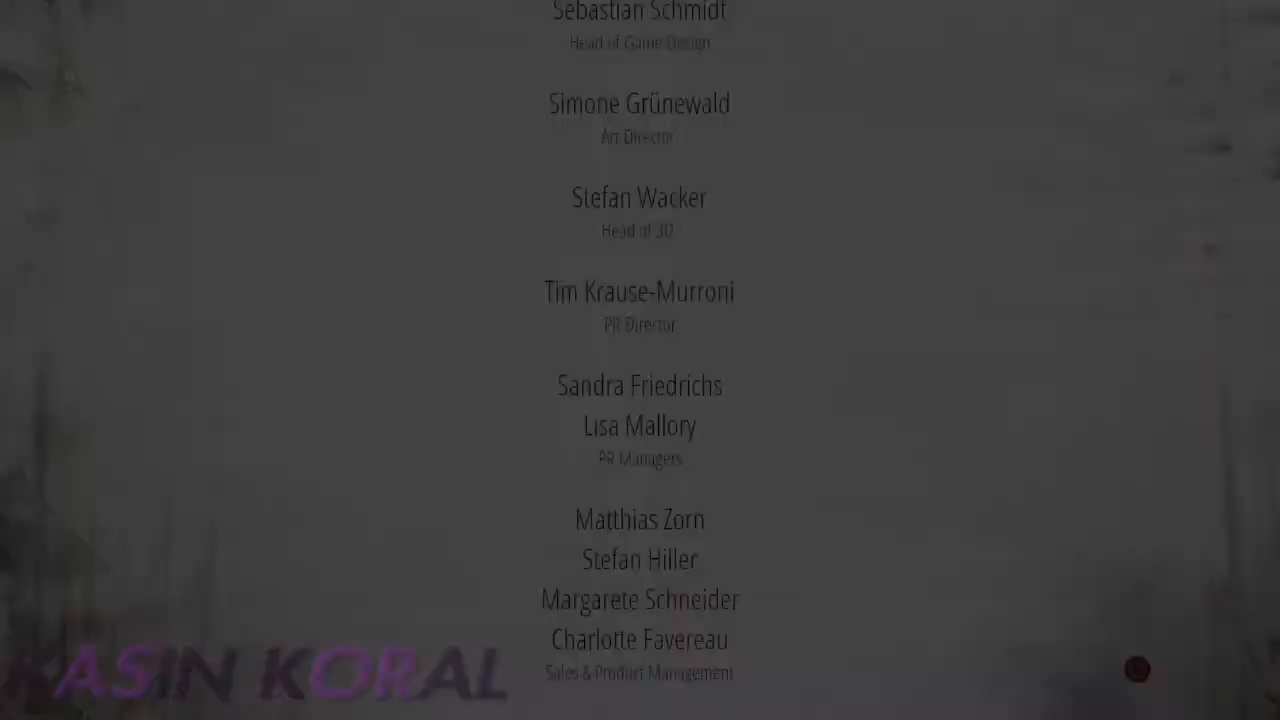 Sebastian Schmidt
Head of Game Design
Simone Grünewald
Art Director
Stefan Wacker
Head of 3D
Tim Krause-Murroni
PR Director
Sandra Friedrichs
Lisa Mallory
PR Managers
Matthias Zorn
Stefan Hiller
Margarete Schneider
Charlotte Favereau
Sales & Product Management
KASIN KORAL